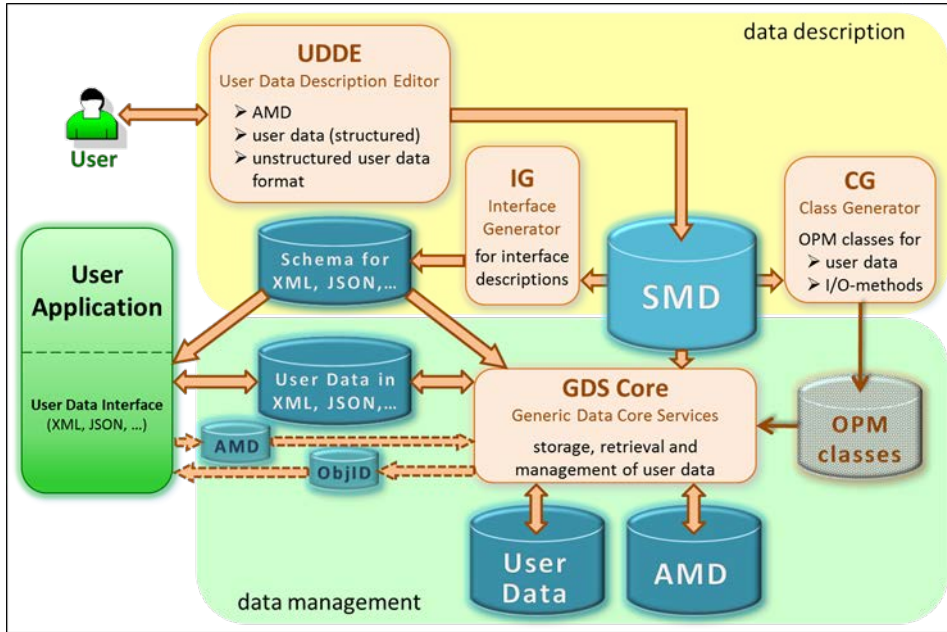 data description
UDDE
User Data Description Editor
➢ AMD
➢ user data (structured)
➢ unstructured user data
format
User
IG
Interface
Generator
for interface
descriptions
CG
Class Generator
OPM classes for
➢ user data
➢ I/O-methods
Schema for
XML, JSON,...
SMD
User
Application
User Data Interface
(XML, JSON, ...)
User Data in
XML, JSON,
...
AMD
ObjID
GDS Core
Generic Data Core Services
storage, retrieval and
management of user data
OPM
classes
User
Data
AMD
data management